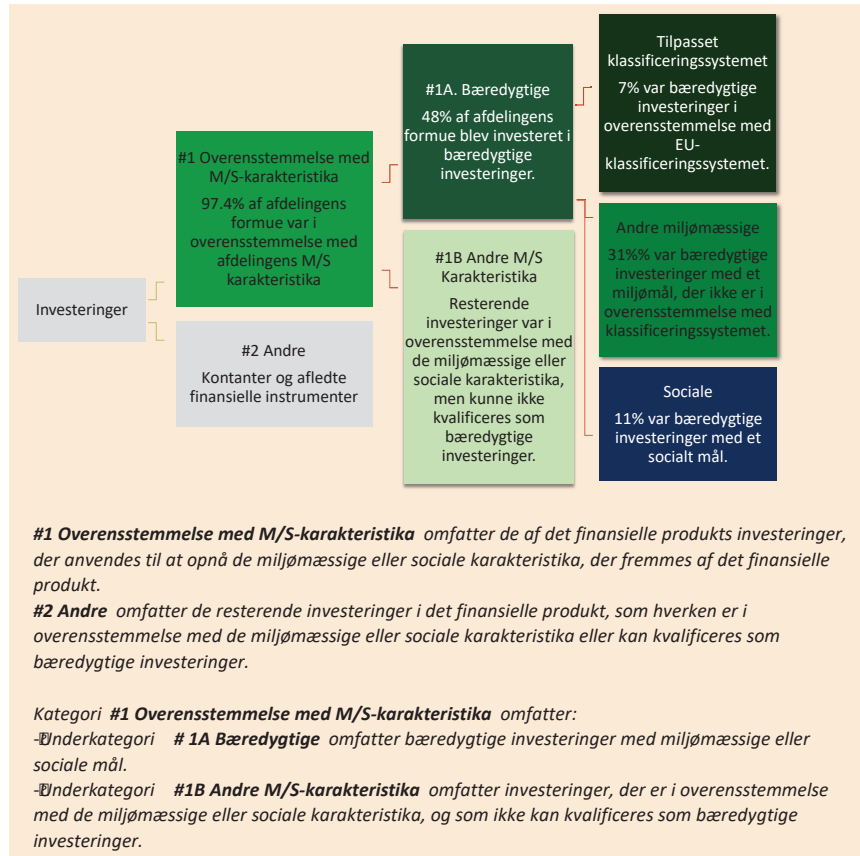 Investeringer
#1 Overensstemmelse med
M/S-karakteristika
97.4% af afdelingens
formue var i
overensstemmelse med
afdelingens M/S
karakteristika
#2 Andre
Kontanter og afledte
finansielle instrumenter
#1A. Bæredygtige
48% af afdelingens
formue blev investeret i
bæredygtige
investeringer.
#1B Andre M/S
Karakteristika
Resterende
investeringer var i
overensstemmelse med
de miljømæssige eller
sociale karakteristika,
men kunne ikke
kvalificeres som
bæredygtige
investeringer.
Tilpasset
klassificeringssystemet
7% var bæredygtige
investeringer i
overensstemmelse med
EU-
klassificeringssystemet.
Andre miljømæssige
31%% var bæredygtige
investeringer med et
miljømål, der ikke er i
overensstemmelse med
klassificeringssystemet.
Sociale
11% var bæredygtige
investeringer med et
socialt mål.
#1 Overensstemmelse med M/S-karakteristika omfatter de af det finansielle produkts investeringer,
der anvendes til at opnå de miljømæssige eller sociale karakteristika, der fremmes af det finansielle
produkt.
#2 Andre omfatter de resterende investeringer i det finansielle produkt, som hverken er i
overensstemmelse med de miljømæssige eller sociale karakteristika eller kan kvalificeres som
bæredygtige investeringer.
Kategori #1 Overensstemmelse med M/S-karakteristika omfatter:
- Underkategori # 1A Bæredygtige omfatter bæredygtige investeringer med miljømæssige eller
sociale mål.
- Underkategori #1B Andre M/S-karakteristika omfatter investeringer, der er i overensstemmelse
med de miljømæssige eller sociale karakteristika, og som ikke kan kvalificeres som bæredygtige
investeringer.